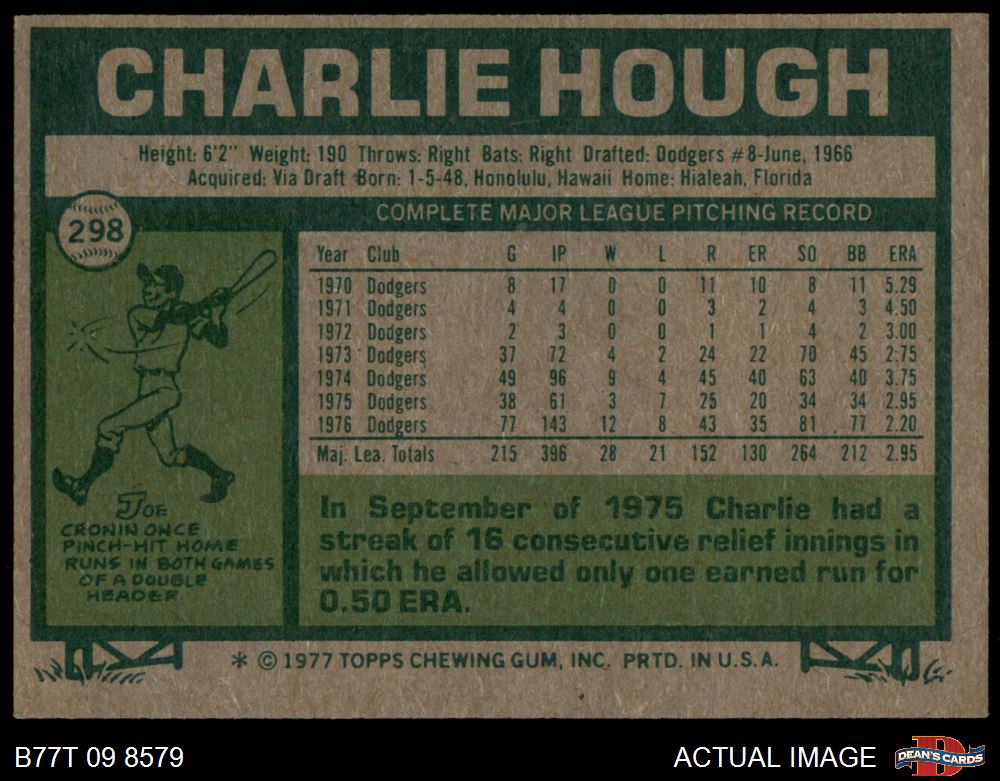 CHARLIE HOUGH
Height: 6'2" Weight: 190 Throws: Right Bats: Right Drafted: Dodgers #8-June, 1966
Acquired: Via Draft Born: 1-5-48, Honolulu, Hawaii Home: Hialeah, Florida
298
COMPLETE MAJOR LEAGUE PITCHING RECORD
Year Club G IP W L R ER SO BB ERA
1970 Dodgers 8 17 0 0 11 10 8 11 5.29
1971 Dodgers 4 4 0 0 3 2 4 3 4.50
1972 Dodgers 2 3 0 0 1 1 4 2 3.00
1973 Dodgers 37 72 4 2 24 22 70 45 2.75
1974 Dodgers 49 96 9 4 45 40 63 40 3.75
1975 Dodgers 38 61 3 7 25 20 34 34 2.95
1976 Dodgers 77 143 12 8 43 35 81 77 2.20
Maj. Lea. Totals 215 396 28 21 152 130 264 212 2.95
JOE
CRONIN ONCE
PINCH-HIT HOME
RUNS IN BOTH GAMES
OF A DOUBLE
HEADER.
In September of 1975 Charlie had a
streak of 16 consecutive relief innings in
which he allowed only one earned run for
0.50 ERA.
* © 1977 TOPPS CHEWING GUM, INC. PRTD. IN U.S.A.
B77T 09 8579
ACTUAL IMAGE
D
DEAN'S CARDS